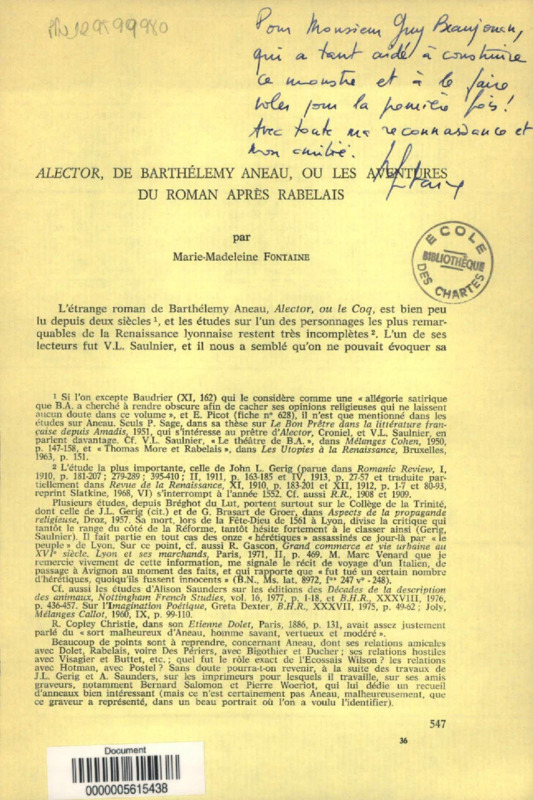 PN 129899980
Pour Monsieur Guy Beaujouan,
qui a tant aidé à construire
ce monstre et à le faire
voler pour la première fois!
Avec toute ma reconnaissance et
mon amitié.
ALECTOR, DE BARTHÉLEMY ANEAU, OU LES AVENTURES
DU ROMAN APRÈS RABELAIS
par
Marie-Madeleine FONTAINE
ECOLE
BIBLIOTHÈQUE
DES CHARTES
L'étrange roman de Barthélemy Aneau, Alector, ou le Coq, est bien peu
lu depuis deux siècles 1, et les études sur l'un des personnages les plus remar-
quables de la Renaissance lyonnaise restent très incomplètes 2. L'un de ses
lecteurs fut V.L. Saulnier, et il nous a semblé qu'on ne pouvait évoquer sa
1 Si l'on excepte Baudrier (XI, 162) qui le considère comme une « allégorie satirique
que B.A. a cherché à rendre obscure afin de cacher ses opinions religieuses qui ne laissent
aucun doute dans ce volume », et E. Picot (fiche n° 628), il n'est que mentionné dans les
études sur Aneau. Seuls P. Sage, dans sa thèse sur Le Bon Prêtre dans la littérature fran-
çaise depuis Amadis, 1951, qui s'intéresse au prêtre d'Alector, Croniel, et V.L. Saulnier, en
parlent davantage. Cf. V.L. Saulnier, « Le théâtre de B.A. », dans Mélanges Cohen, 1950,
p. 147-158, et « Thomas More et Rabelais », dans Les Utopies à la Renaissance, Bruxelles,
1963, p. 151.
2 L'étude la plus importante, celle de John L. Gerig (parue dans Romanic Review, I,
1910, p. 181-207 ; 279-289 ; 395-410 ; II, 1911, p. 163-185 et IV, 1913, p. 27-57 et traduite par-
tiellement dans Revue de la Renaissance, XI, 1910, p. 183-201 et XII, 1912, p. 1-7 et 80-93,
reprint Slatkine, 1968, VI) s'interrompt à l'année 1552. Cf. aussi R.R., 1908 et 1909.
Plusieurs études, depuis Bréghot du Lut, portent surtout sur le Collège de la Trinité,
dont celle de J.L. Gerig (cit.) et de G. Brasart de Groer, dans Aspects de la propagande
religieuse, Droz, 1957. Sa mort, lors de la Fête-Dieu de 1561 à Lyon, divise la critique qui
tantôt le range du côté de la Réforme, tantôt hésite fortement à le classer ainsi (Gerig,
Saulnier). Il fait partie en tout cas des onze « hérétiques » assassinés ce jour-là par « le
peuple » de Lyon. Sur ce point, cf. aussi R. Gascon, Grand commerce et vie urbaine au
XVIe siècle. Lyon et ses marchands, Paris, 1971, II, p. 469. M. Marc Venard que je
remercie vivement de cette information, me signale le récit de voyage d'un Italien, de
passage à Avignon au moment des faits, et qui rapporte que « fut tué un certain nombre
d'hérétiques, quoiqu'ils fussent innocents » (B.N., Ms. lat. 8972, ffos 247 v° - 248).
Cf. aussi les études d'Alison Saunders sur les éditions des Décades de la description
des animaux, Nottingham French Studies, vol. 16, 1977, p. 1-18, et B.H.R., XXXVIII, 1976,
p. 436-457. Sur l'Imagination Poétique, Greta Dexter, B.H.R., XXXVII, 1975, p. 49-62 ; Joly,
Mélanges Callot, 1960, IX, p. 99-110.
R. Copley Christie, dans son Etienne Dolet, Paris, 1886, p. 131, avait assez justement
parlé du « sort malheureux d'Aneau, homme savant, vertueux et modéré ».
Beaucoup de points sont à reprendre, concernant Aneau, dont ses relations amicales
avec Dolet, Rabelais, voire Des Périers, avec Bigothier et Ducher ; ses relations hostiles
avec Visagier et Buttet, etc. ; quel fut le rôle exact de l'Ecossais Wilson ? les relations
avec Hotman, avec Postel ? Sans doute pourra-t-on revenir, à la suite des travaux de
J.L. Gerig et A. Saunders, sur les imprimeurs pour lesquels il travaille, sur ses amis
graveurs, notamment Bernard Salomon et Pierre Woeriot, qui lui dédie un recueil
d'anneaux bien intéressant (mais ce n'est certainement pas Aneau, malheureusement, que
ce graveur a représenté, dans un beau portrait où l'on a voulu l'identifier).
547
36
Document
0000005615438